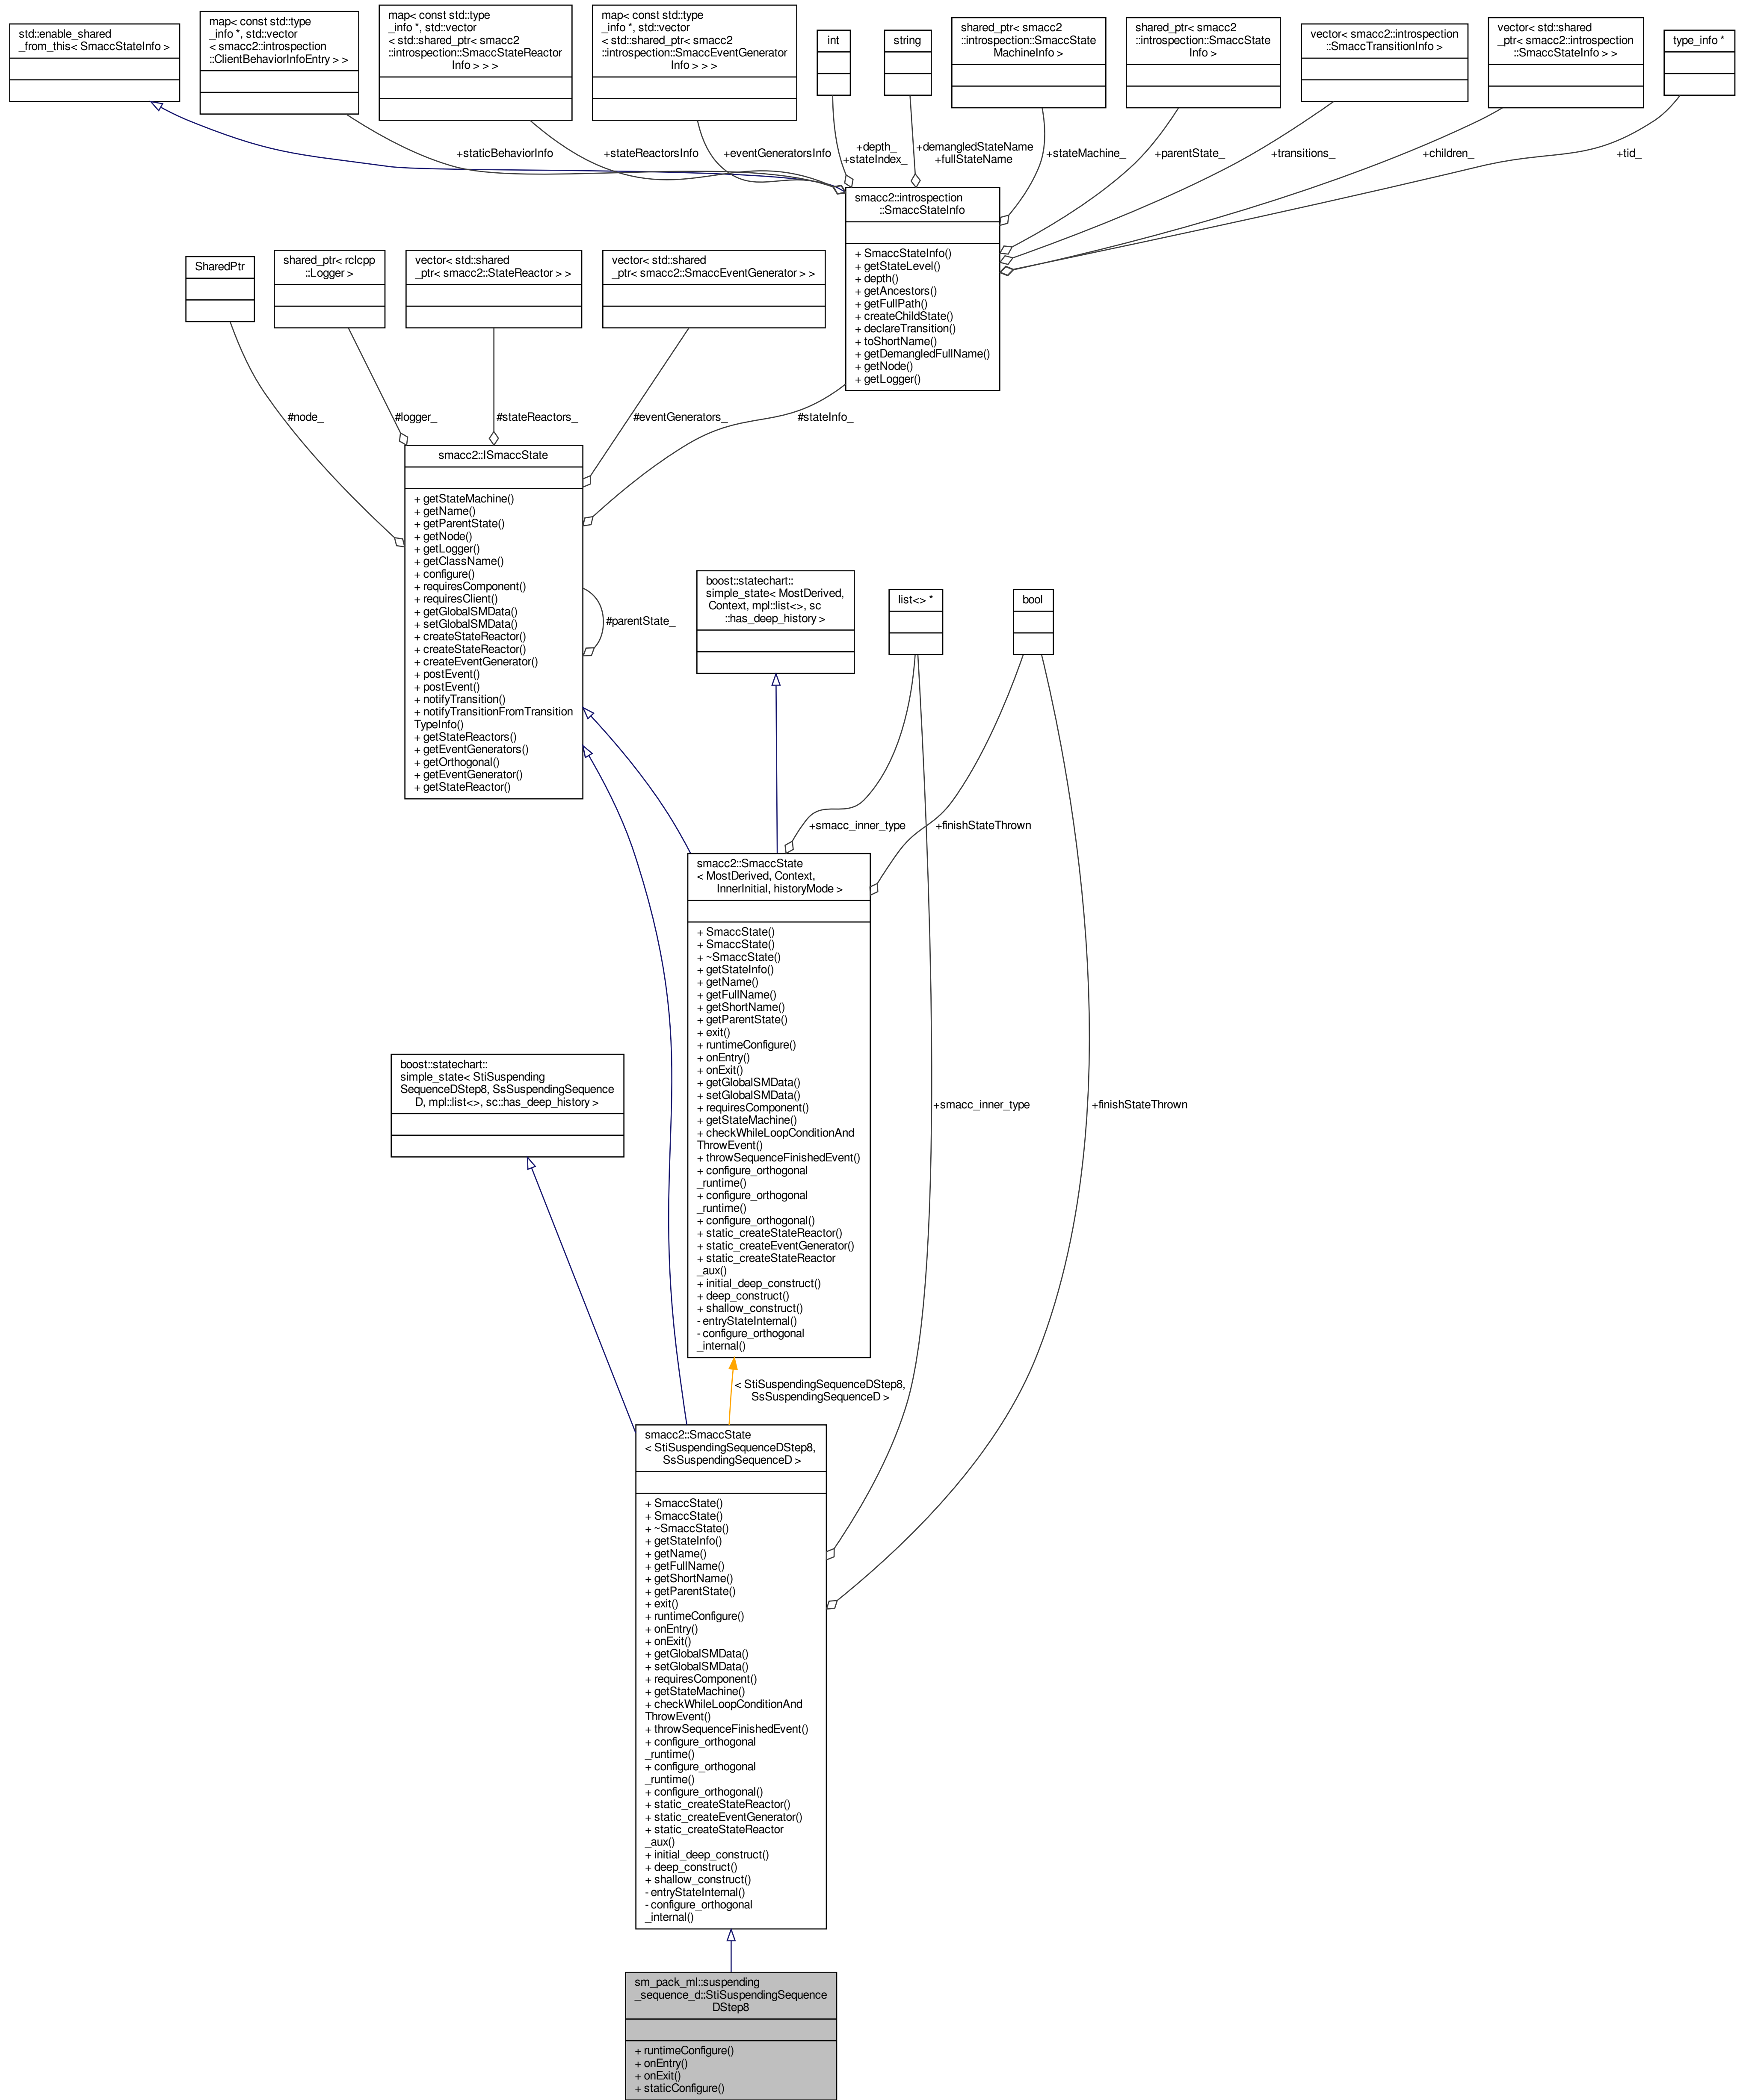 std::enable_shared
_from_this< SmaccStateInfo >
map< const std::type
_info *, std::vector
< smacc2::introspection
::ClientBehaviorInfoEntry > >
map< const std::type
_info *, std::vector
< std::shared_ptr< smacc2
::introspection::SmaccStateReactor
Info > > >
map< const std::type
_info *, std::vector
< std::shared_ptr< smacc2
::introspection::SmaccEventGenerator
Info > > >
int
string
shared_ptr< smacc2
::introspection::SmaccState
MachineInfo >
shared_ptr< smacc2
::introspection::SmaccState
Info >
vector< smacc2::introspection
::SmaccTransitionInfo >
vector< std::shared
_ptr< smacc2::introspection
::SmaccStateInfo > >
type_info *
+staticBehaviorInfo
+stateReactorsInfo
+eventGeneratorsInfo
+depth_
+stateIndex_
+demangledStateName
+fullStateName
+stateMachine_
+parentState_
+transitions_
+children_
+tid_
smacc2::introspection
::SmaccStateInfo
+ SmaccStateInfo()
+ getStateLevel()
+ depth()
+ getAncestors()
+ getFullPath()
+ createChildState()
+ declareTransition()
+ toShortName()
+ getDemangledFullName()
+ getNode()
+ getLogger()
SharedPtr
shared_ptr< rclcpp
::Logger >
vector< std::shared
_ptr< smacc2::StateReactor > >
vector< std::shared
_ptr< smacc2::SmaccEventGenerator > >
#node_
#logger_
#stateReactors_
#eventGenerators_
#stateInfo_
smacc2::ISmaccState
+ getStateMachine()
+ getName()
+ getParentState()
+ getNode()
+ getLogger()
+ getClassName()
+ configure()
+ requiresComponent()
+ requiresClient()
+ getGlobalSMData()
+ setGlobalSMData()
+ createStateReactor()
+ createStateReactor()
+ createEventGenerator()
+ postEvent()
+ postEvent()
+ notifyTransition()
+ notifyTransitionFromTransition
TypeInfo()
+ getStateReactors()
+ getEventGenerators()
+ getOrthogonal()
+ getEventGenerator()
+ getStateReactor()
#parentState_
boost::statechart::
simple_state< MostDerived,
Context, mpl::list<>, sc
::has_deep_history >
list<> *
bool
+smacc_inner_type
+finishStateThrown
smacc2::SmaccState
< MostDerived, Context,
InnerInitial, historyMode >
+ SmaccState()
+ SmaccState()
+ ~SmaccState()
+ getStateInfo()
+ getName()
+ getFullName()
+ getShortName()
+ getParentState()
+ exit()
+ runtimeConfigure()
+ onEntry()
+ onExit()
+ getGlobalSMData()
+ setGlobalSMData()
+ requiresComponent()
+ getStateMachine()
+ checkWhileLoopConditionAnd
ThrowEvent()
+ throwSequenceFinishedEvent()
+ configure_orthogonal
_runtime()
+ configure_orthogonal
_runtime()
+ configure_orthogonal()
+ static_createStateReactor()
+ static_createEventGenerator()
+ static_createStateReactor
_aux()
+ initial_deep_construct()
+ deep_construct()
+ shallow_construct()
- entryStateInternal()
- configure_orthogonal
_internal()
boost::statechart::
simple_state< StiSuspending
SequenceDStep8, SsSuspendingSequence
D, mpl::list<>, sc::has_deep_history >
+smacc_inner_type
+finishStateThrown
< StiSuspendingSequenceDStep8,
SsSuspendingSequenceD >
smacc2::SmaccState
< StiSuspendingSequenceDStep8,
SsSuspendingSequenceD >
+ SmaccState()
+ SmaccState()
+ ~SmaccState()
+ getStateInfo()
+ getName()
+ getFullName()
+ getShortName()
+ getParentState()
+ exit()
+ runtimeConfigure()
+ onEntry()
+ onExit()
+ getGlobalSMData()
+ setGlobalSMData()
+ requiresComponent()
+ getStateMachine()
+ checkWhileLoopConditionAnd
ThrowEvent()
+ throwSequenceFinishedEvent()
+ configure_orthogonal
_runtime()
+ configure_orthogonal
_runtime()
+ configure_orthogonal()
+ static_createStateReactor()
+ static_createEventGenerator()
+ static_createStateReactor
_aux()
+ initial_deep_construct()
+ deep_construct()
+ shallow_construct()
- entryStateInternal()
- configure_orthogonal
_internal()
sm_pack_ml::suspending
_sequence_d::StiSuspendingSequence
DStep8
+ runtimeConfigure()
+ onEntry()
+ onExit()
+ staticConfigure()